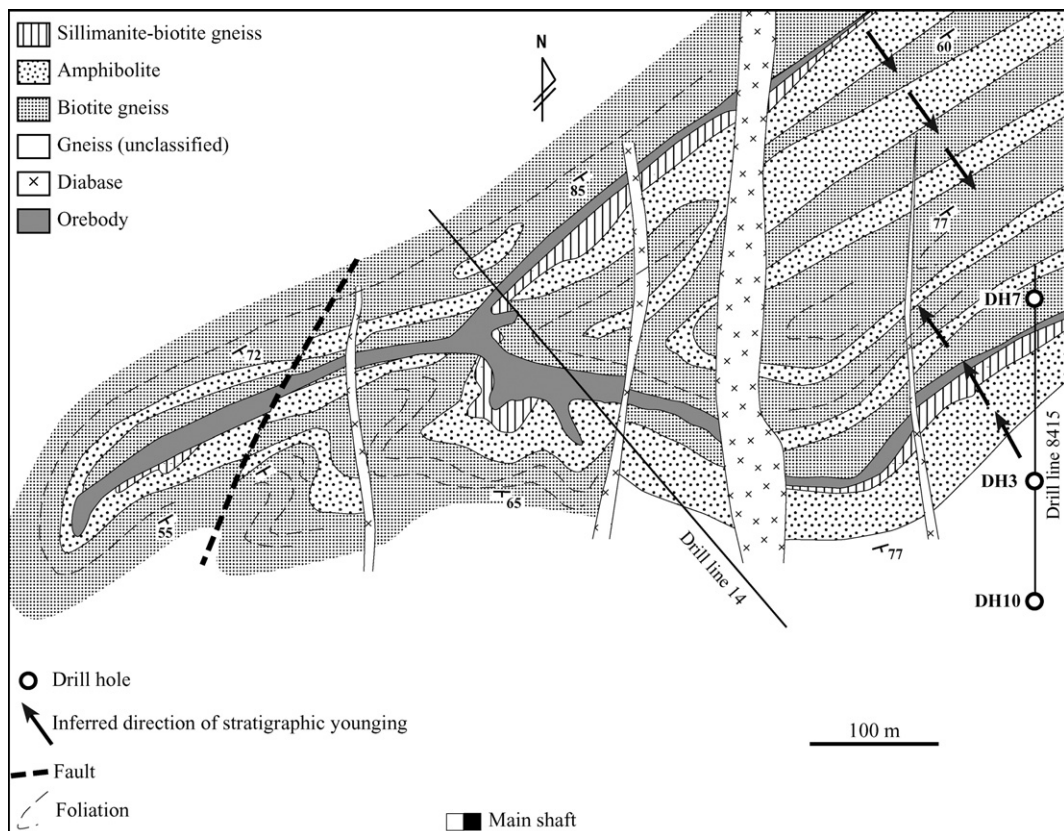 Sillimanite-biotite gneiss
Amphibolite
Biotite gneiss
Gneiss (unclassified)
Diabase
Orebody
N
60
85
77
DH7
72
Drill line 8415
DH3
65
55
77
Drill line 14
DH10
Drill hole
Inferred direction of stratigraphic younging
100 m
Fault
Foliation
Main shaft